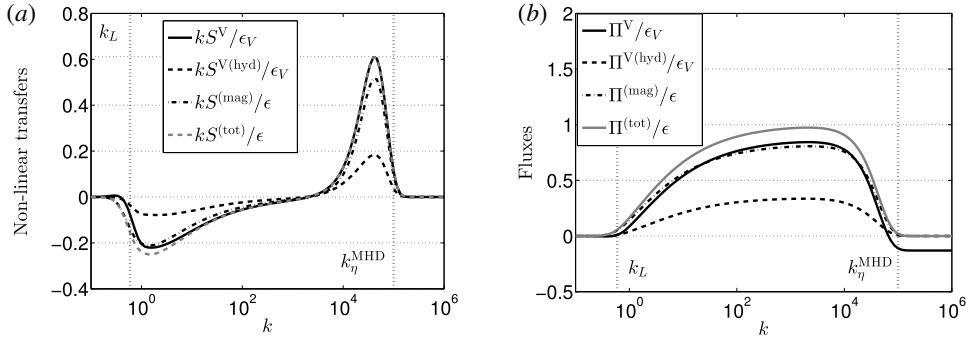 (a)
0.8
0.6
0.4
0.2
0
−0.2
−0.4
Non-linear transfers
k_L
kS^V/ϵ_V
kS^V(hyd)/ϵ_V
kS^(mag)/ϵ
kS^(tot)/ϵ
k_η^MHD
10^0 10^2 10^4 10^6
k
(b)
2
1.5
1
0.5
0
−0.5
Fluxes
Π^V/ϵ_V
Π^V(hyd)/ϵ_V
Π^(mag)/ϵ
Π^(tot)/ϵ
k_L
k_η^MHD
10^0 10^2 10^4 10^6
k